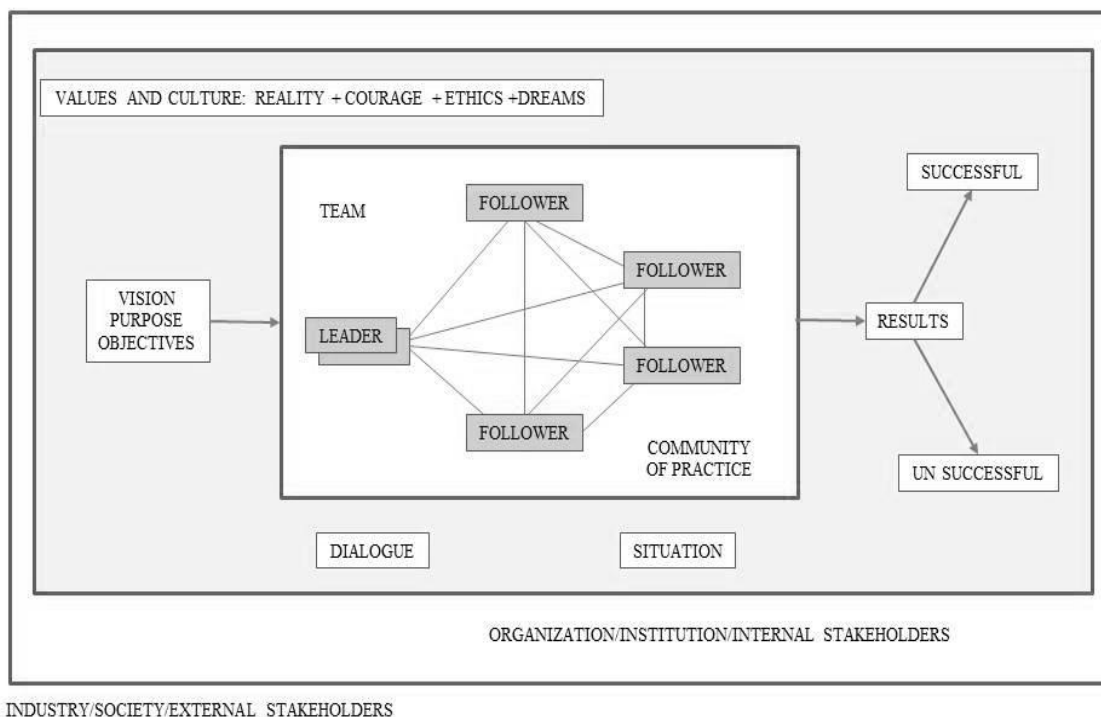 VALUES AND CULTURE: REALITY + COURAGE + ETHICS +DREAMS
SUCCESSFUL
TEAM
FOLLOWER
FOLLOWER
VISION
PURPOSE
OBJECTIVES
LEADER
RESULTS
FOLLOWER
FOLLOWER
COMMUNITY
OF PRACTICE
UN SUCCESSFUL
DIALOGUE
SITUATION
ORGANIZATION/INSTITUTION/INTERNAL STAKEHOLDERS
INDUSTRY/SOCIETY/EXTERNAL STAKEHOLDERS